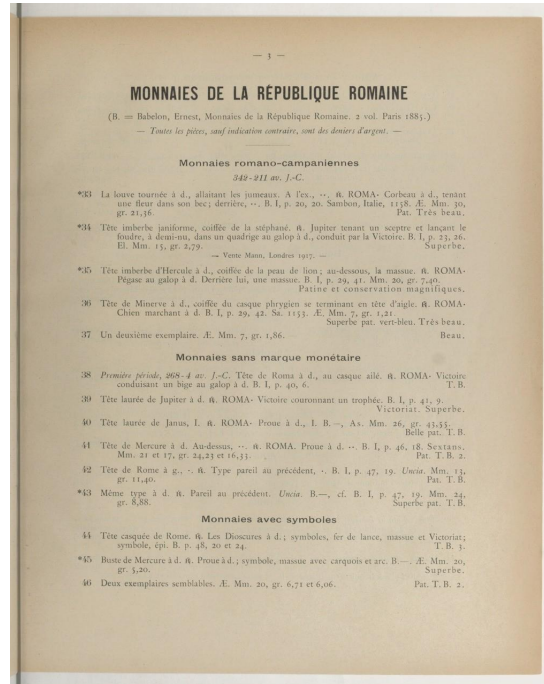 — 3 —
MONNAIES DE LA RÉPUBLIQUE ROMAINE
(B. = Babelon, Ernest, Monnaies de la République Romaine. 2 vol. Paris 1885.)
— Toutes les pièces, sauf indication contraire, sont des deniers d'argent. —
Monnaies romano-campaniennes
342-211 av. J.-C.
*33 La louve tournée à d., allaitant les jumeaux. A l'ex., ··. ℞. ROMA- Corbeau à d., tenant
une fleur dans son bec; derrière, ··. B. I, p. 20, 20. Sambon, Italie, 1158. Æ. Mm. 30,
gr. 21,36. Pat. Très beau.
*34 Tête imberbe janiforme, coiffée de la stéphané. ℞. Jupiter tenant un sceptre et lançant le
foudre, à demi-nu, dans un quadrige au galop à d., conduit par la Victoire. B. I, p. 23, 26.
El. Mm. 15, gr. 2,79. Superbe.
— Vente Mann, Londres 1917. —
*35 Tête imberbe d'Hercule à d., coiffée de la peau de lion; au-dessous, la massue. ℞. ROMA-
Pégase au galop à d. Derrière lui, une massue. B. I, p. 29, 41. Mm. 20, gr. 7,40.
Patine et conservation magnifiques.
36 Tête de Minerve à d., coiffée du casque phrygien se terminant en tête d'aigle. ℞. ROMA-
Chien marchant à d. B. I, p. 29, 42. Sa. 1153. Æ. Mm. 7, gr. 1,21.
Superbe pat. vert-bleu. Très beau.
37 Un deuxième exemplaire. Æ. Mm. 7, gr. 1,86. Beau.
Monnaies sans marque monétaire
38 Première période, 268-4 av. J.-C. Tête de Roma à d., au casque ailé. ℞. ROMA- Victoire
conduisant un bige au galop à d. B. I, p. 40, 6. T. B.
39 Tête laurée de Jupiter à d. ℞. ROMA- Victoire couronnant un trophée. B. I, p. 41, 9.
Victoriat. Superbe.
40 Tête laurée de Janus, I. ℞. ROMA- Proue à d., I. B. —, As. Mm. 26, gr. 43,55.
Belle pat. T. B.
41 Tête de Mercure à d. Au-dessus, ··. ℞. ROMA. Proue à d. ··. B. I, p. 46, 18. Sextans.
Mm. 21 et 17, gr. 24,23 et 16,33. Pat. T. B. 2.
42 Tête de Rome à g., ·. ℞. Type pareil au précédent, ·. B. I, p. 47, 19. Uncia. Mm. 13,
gr. 11,40. Pat. T. B.
*43 Même type à d. ℞. Pareil au précédent. Uncia. B.—, cf. B. I, p. 47, 19. Mm. 24,
gr. 8,88. Superbe pat. T. B.
Monnaies avec symboles
44 Tête casquée de Rome. ℞. Les Dioscures à d.; symboles, fer de lance, massue et Victoriat;
symbole, épi. B. p. 48, 20 et 24. T. B. 3.
*45 Buste de Mercure à d. ℞. Proue à d.; symbole, massue avec carquois et arc. B.—. Æ. Mm. 20,
gr. 5,20. Superbe.
46 Deux exemplaires semblables. Æ. Mm. 20, gr. 6,71 et 6,06. Pat. T. B. 2.